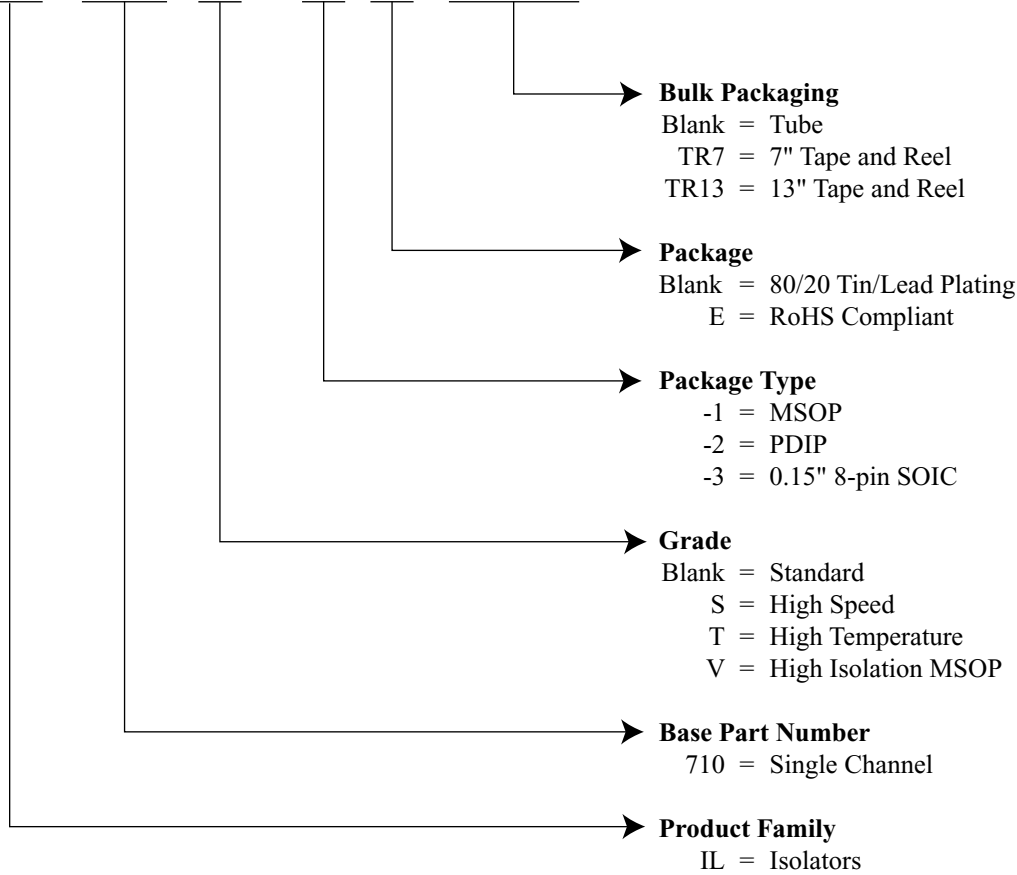 Bulk Packaging
Blank = Tube
TR7 = 7" Tape and Reel
TR13 = 13" Tape and Reel
Package
Blank = 80/20 Tin/Lead Plating
E = RoHS Compliant
Package Type
-1 = MSOP
-2 = PDIP
-3 = 0.15" 8-pin SOIC
Grade
Blank = Standard
S = High Speed
T = High Temperature
V = High Isolation MSOP
Base Part Number
710 = Single Channel
Product Family
IL = Isolators